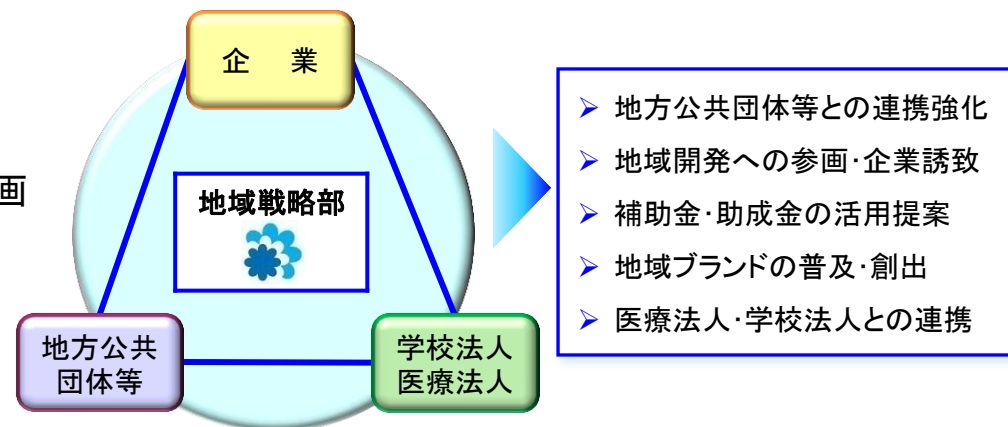 企 業
画
地域戦略部
地方公共
団体等
学校法人
医療法人
➢ 地方公共団体等との連携強化
➢ 地域開発への参画・企業誘致
➢ 補助金・助成金の活用提案
➢ 地域ブランドの普及・創出
➢ 医療法人・学校法人との連携